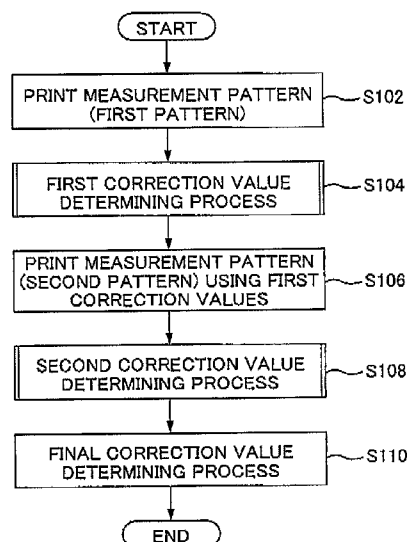 START
PRINT MEASUREMENT PATTERN
(FIRST PATTERN)
S102
FIRST CORRECTION VALUE
DETERMINING PROCESS
S104
PRINT MEASUREMENT PATTERN
(SECOND PATTERN) USING FIRST
CORRECTION VALUES
S106
SECOND CORRECTION VALUE
DETERMINING PROCESS
S108
FINAL CORRECTION VALUE
DETERMINING PROCESS
S110
END